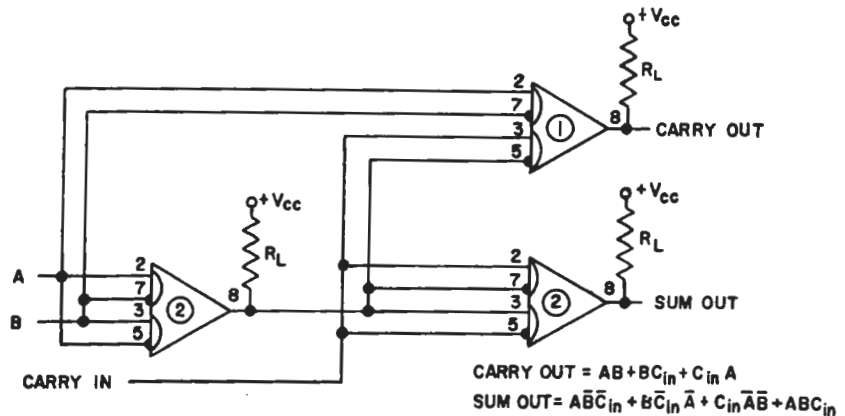 +Vcc
RL
2
7
3
5
1
8
CARRY OUT
+Vcc
RL
2
7
3
5
2
8
SUM OUT
+Vcc
RL
A
B
2
7
3
5
2
8
CARRY IN
CARRY OUT = AB + BCin + Cin A
SUM OUT = AB̅C̅in + BC̅in A̅ + Cin A̅B̅ + ABCin